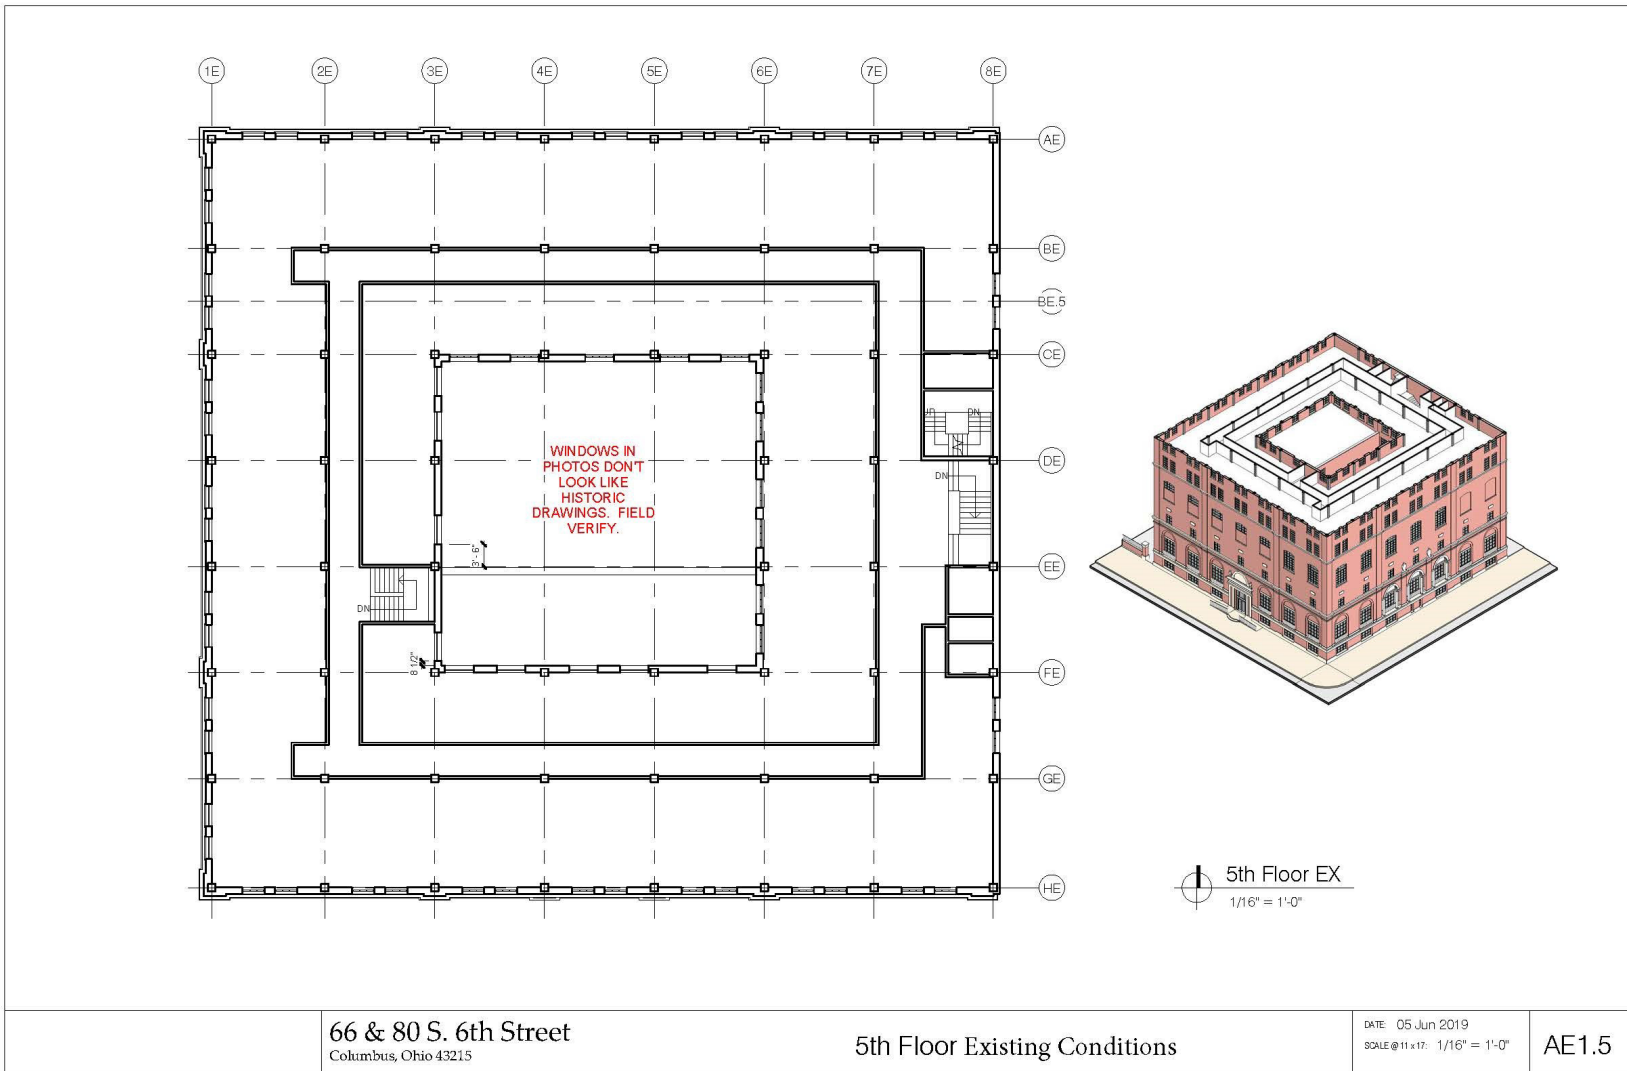 1E 2E 3E 4E 5E 6E 7E 8E
AE
BE
BE.5
CE
UP DN
DE
DN
WINDOWS IN
PHOTOS DON'T
LOOK LIKE
HISTORIC
DRAWINGS. FIELD
VERIFY.
3' - 6"
EE
DN
8 1/2"
FE
GE
HE
5th Floor EX
1/16" = 1'-0"
66 & 80 S. 6th Street
Columbus, Ohio 43215
5th Floor Existing Conditions
DATE: 05 Jun 2019
SCALE @ 11 x 17: 1/16" = 1'-0"
AE1.5